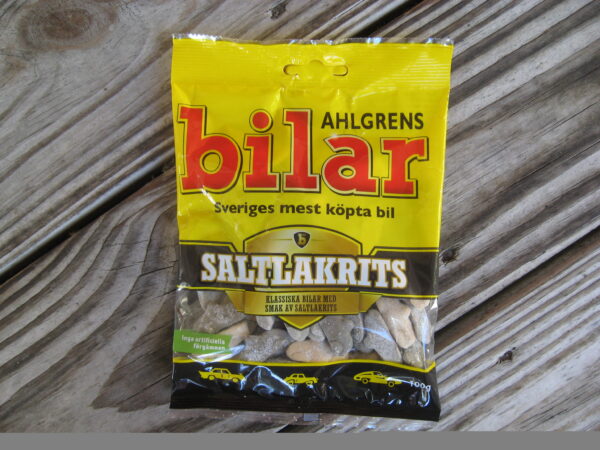 AHLGRENS
bilar
Sveriges mest köpta bil
SALTLAKRITS
KLASSISKA BILAR MED
SMAK AV SALTLAKRITS
Inga artificiella
färgämnen
100g